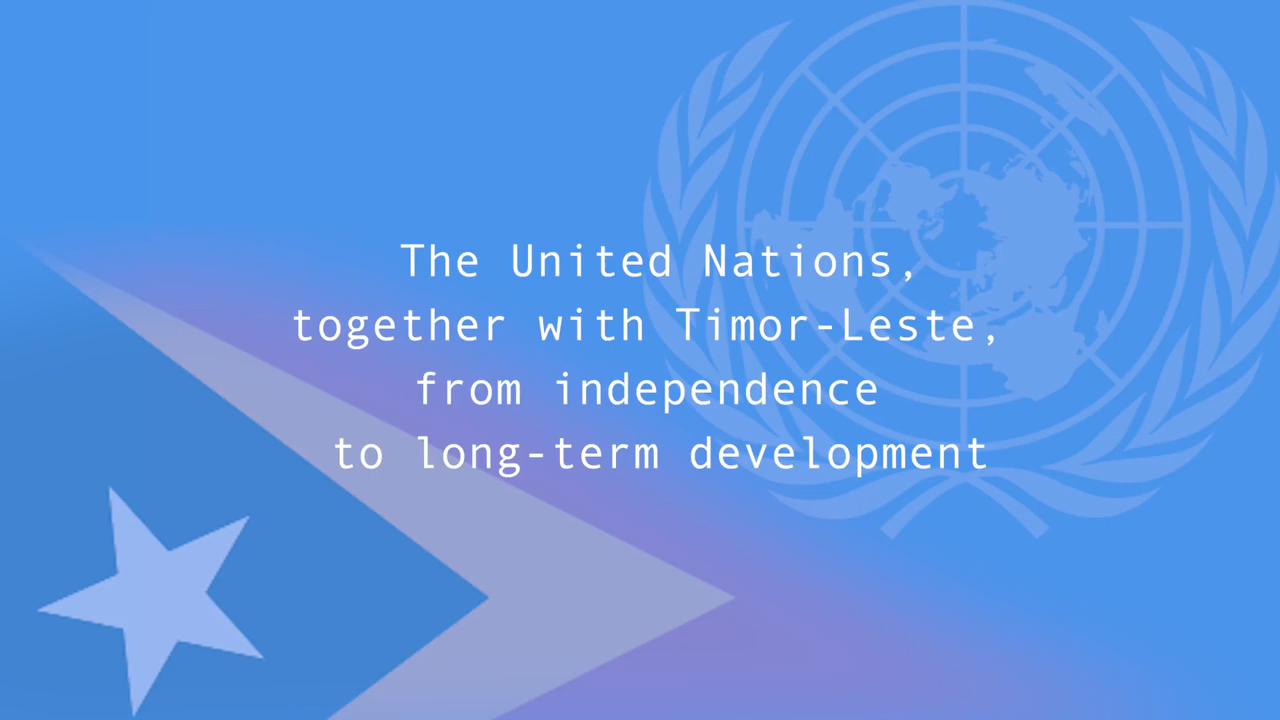 The United Nations,
together with Timor-Leste,
from independence
to long-term development